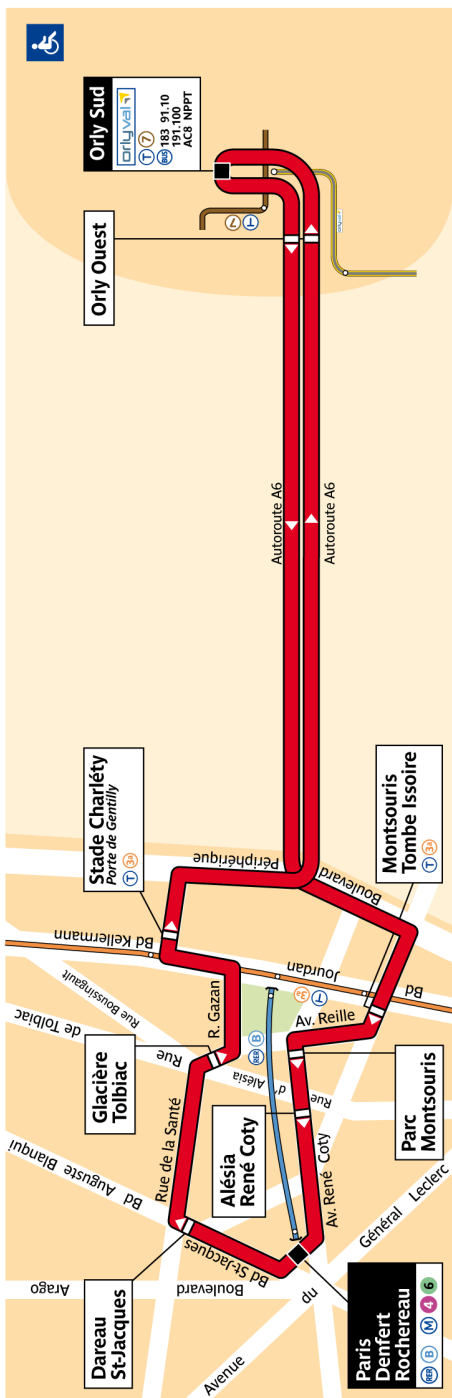 Orly Sud
orlyval
T 7
BUS 183 91.10
191.100
AC8 NPPT
7
T
orlyval
Orly Ouest
Autoroute A6
Autoroute A6
Stade Charléty
Porte de Gentilly
T 3a
Montsouris
Tombe Issoire
T 3a
Périphérique
Boulevard
Bd Kellermann
Jourdan
Bd
Rue Boussingault
R. Gazan
3a
T
Av. Reille
de Tolbiac
Rue
Glacière
Tolbiac
RER B
Rue
d'Alésia
Parc
Montsouris
Rue de la Santé
Alésia
René Coty
Av. René Coty
Bd Auguste Blanqui
Bd St-Jacques
Général Leclerc
du
Avenue
Dareau
St-Jacques
Boulevard
Arago
Paris
Denfert
Rochereau
RER B M 4 6